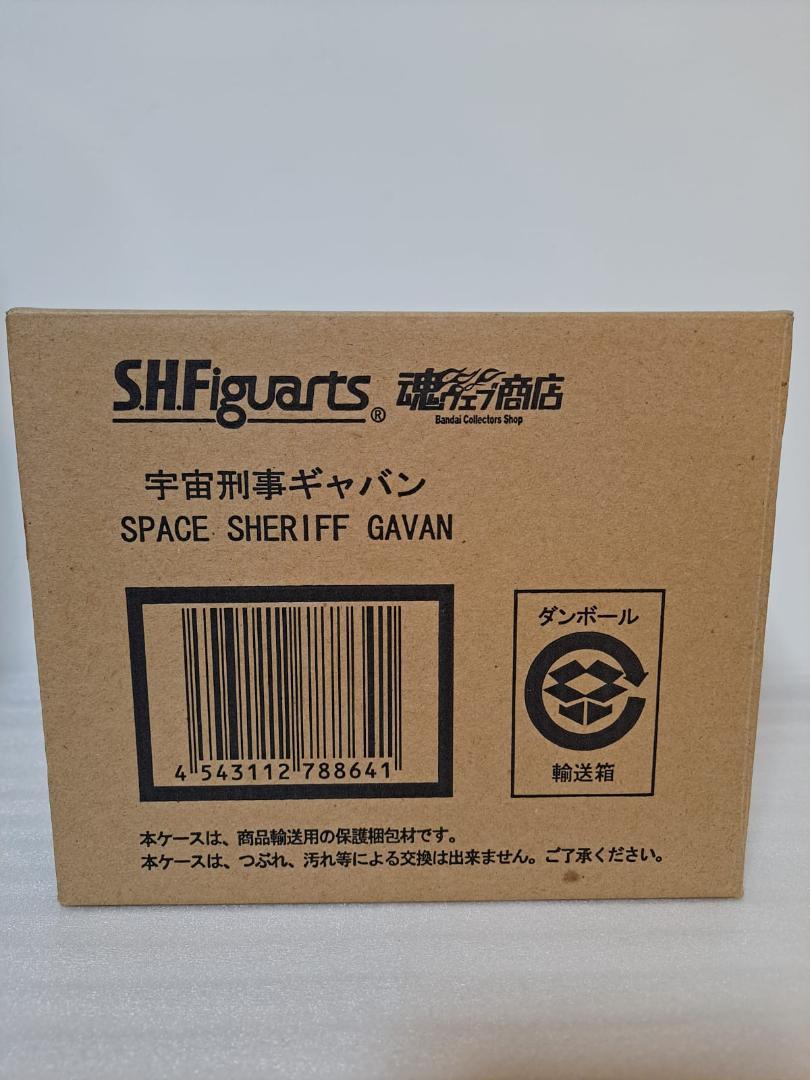 S.H.Figuarts® 魂ウェブ商店
Bandai Collectors Shop
宇宙刑事ギャバン
SPACE SHERIFF GAVAN
4 543112 788641
ダンボール
輸送箱
本ケースは、商品輸送用の保護梱包材です。
本ケースは、つぶれ、汚れ等による交換は出来ません。ご了承ください。